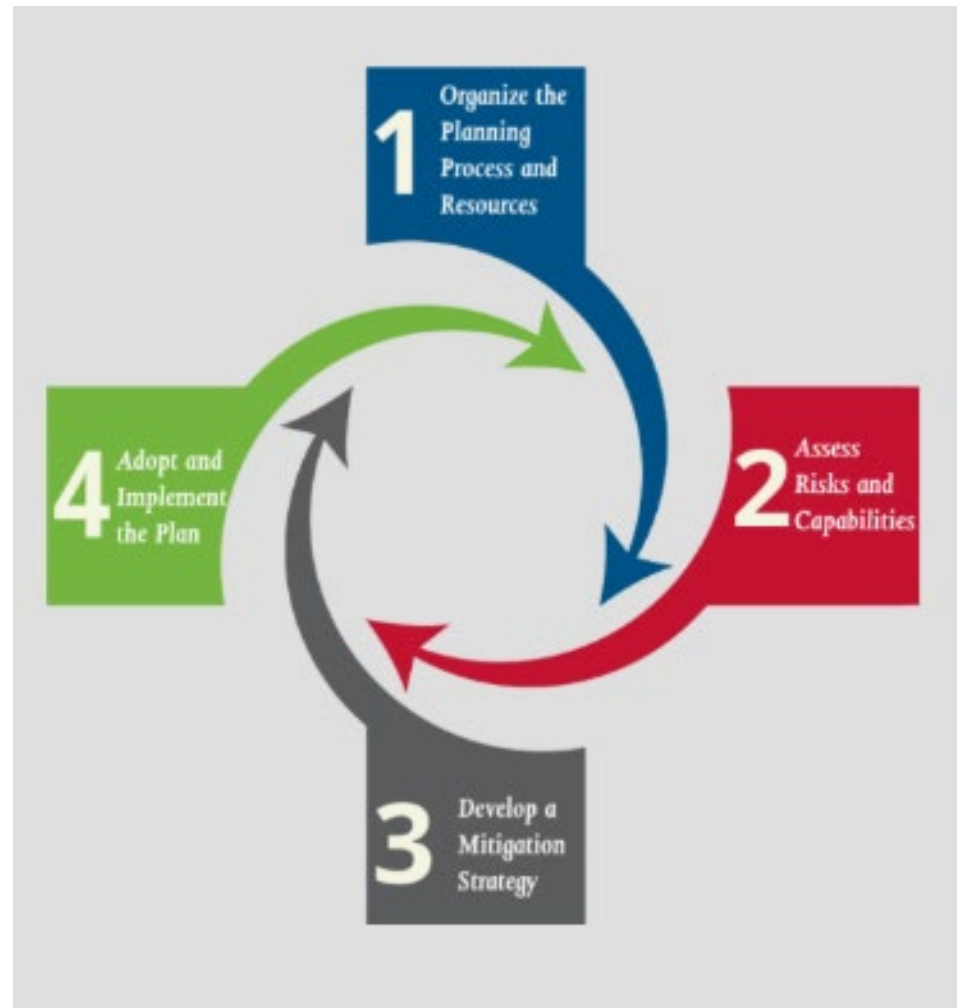 1
Organize the
Planning
Process and
Resources
2
Assess
Risks and
Capabilities
3
Develop a
Mitigation
Strategy
4
Adopt and
Implement
the Plan